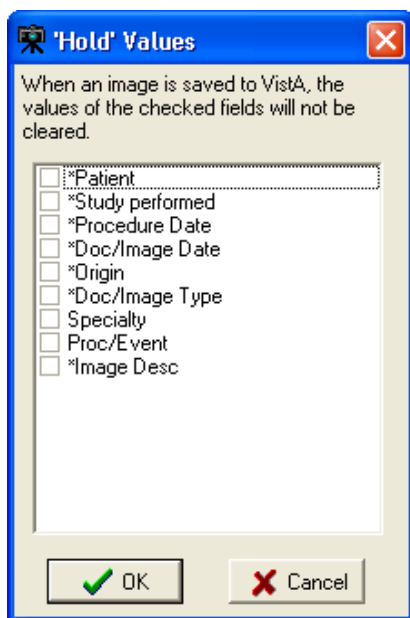 'Hold' Values
When an image is saved to VistA, the
values of the checked fields will not be
cleared.
*Patient
*Study performed
*Procedure Date
*Doc/Image Date
*Origin
*Doc/Image Type
Specialty
Proc/Event
*Image Desc
OK Cancel